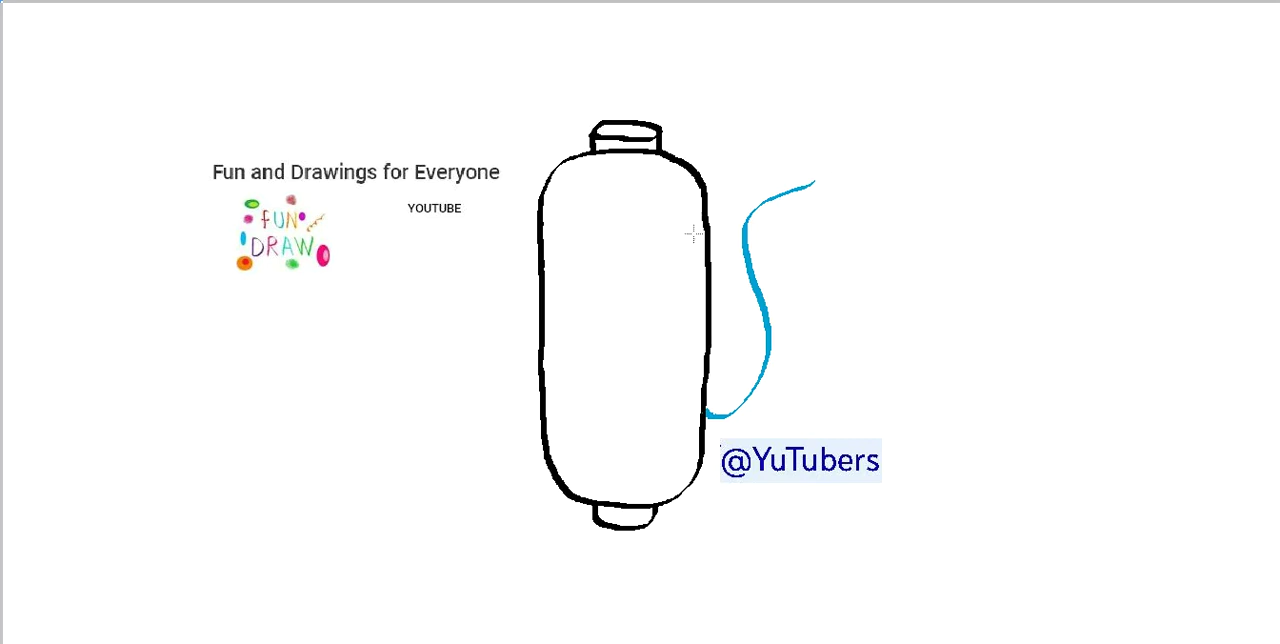 Fun and Drawings for Everyone
YOUTUBE
FUN
DRAW
@YuTubers